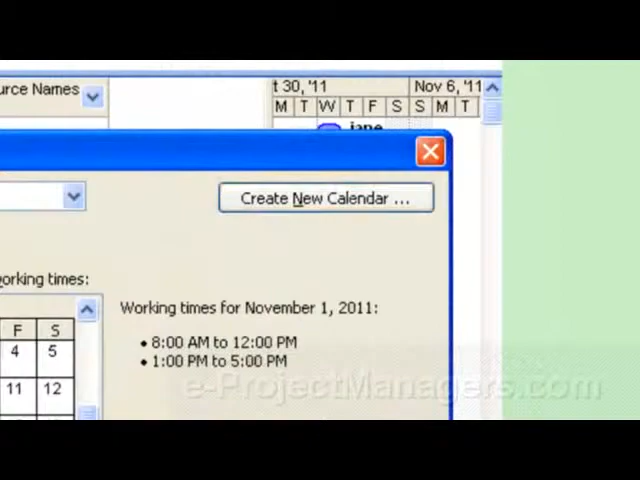 urce Names
t 30, '11
Nov 6, '11
M T W T F S S M T
jane
Create New Calendar ...
orking times:
Working times for November 1, 2011:
F S
• 8:00 AM to 12:00 PM
4 5
• 1:00 PM to 5:00 PM
11 12
e-ProjectManagers.com